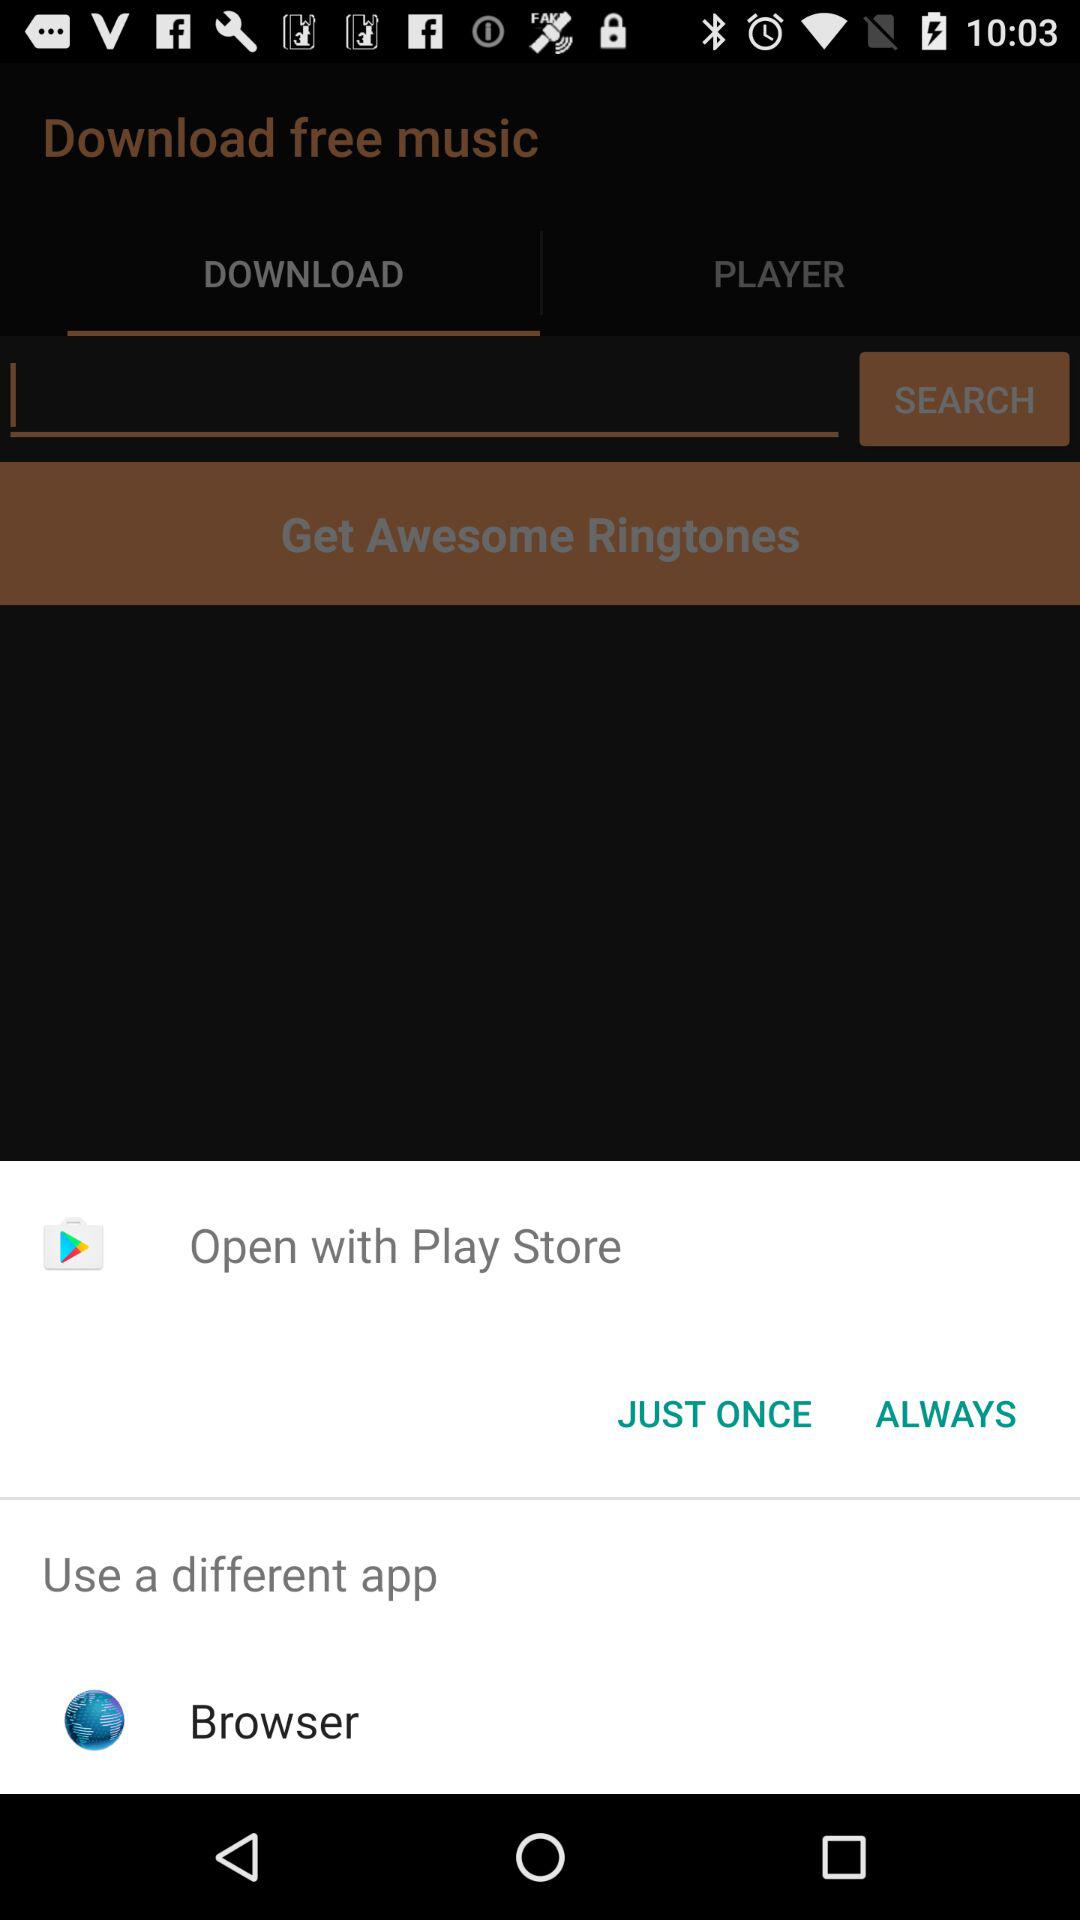 10:03
Download free music
DOWNLOAD PLAYER
SEARCH
Get Awesome Ringtones
Open with Play Store
JUST ONCE ALWAYS
Use a different app
Browser